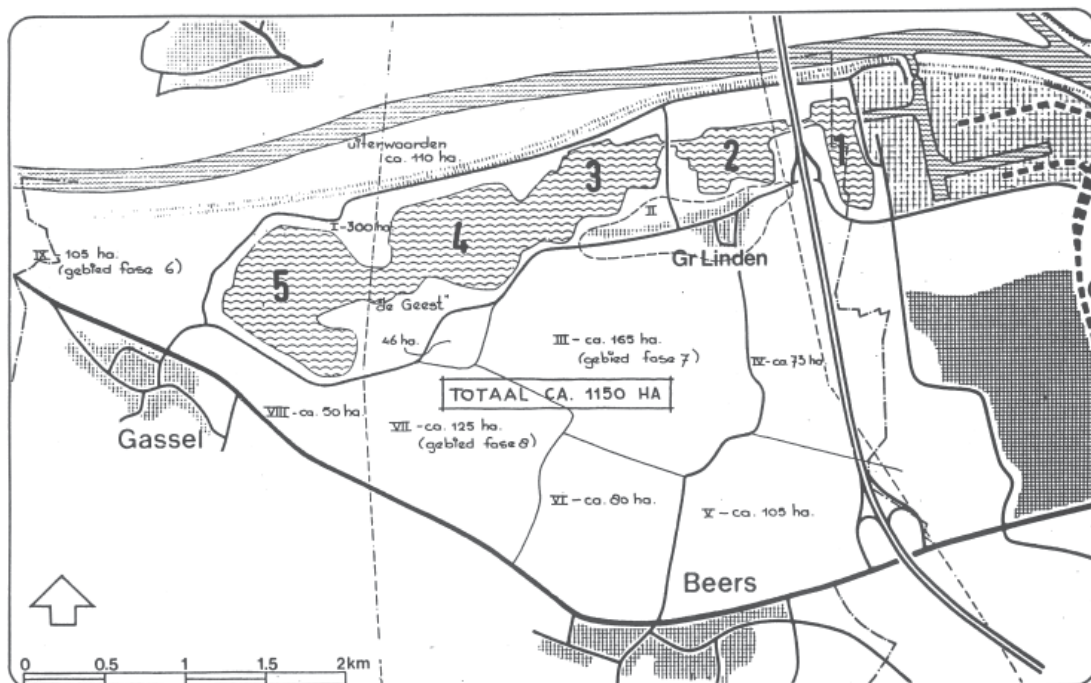 uiterwaarden
ca. 110 ha.
1
2
3
II
I-300 ha
4
Gr Linden
IX - 105 ha.
(gebied fase 6)
5
"de Geest"
46 ha.
III - ca. 165 ha.
(gebied fase 7)
IV - ca 73 ha.
TOTAAL CA. 1150 HA
VIII - ca. 50 ha.
VII - ca. 125 ha.
(gebied fase 8)
Gassel
VI - ca. 80 ha.
V - ca. 105 ha.
Beers
0 0.5 1 1.5 2km